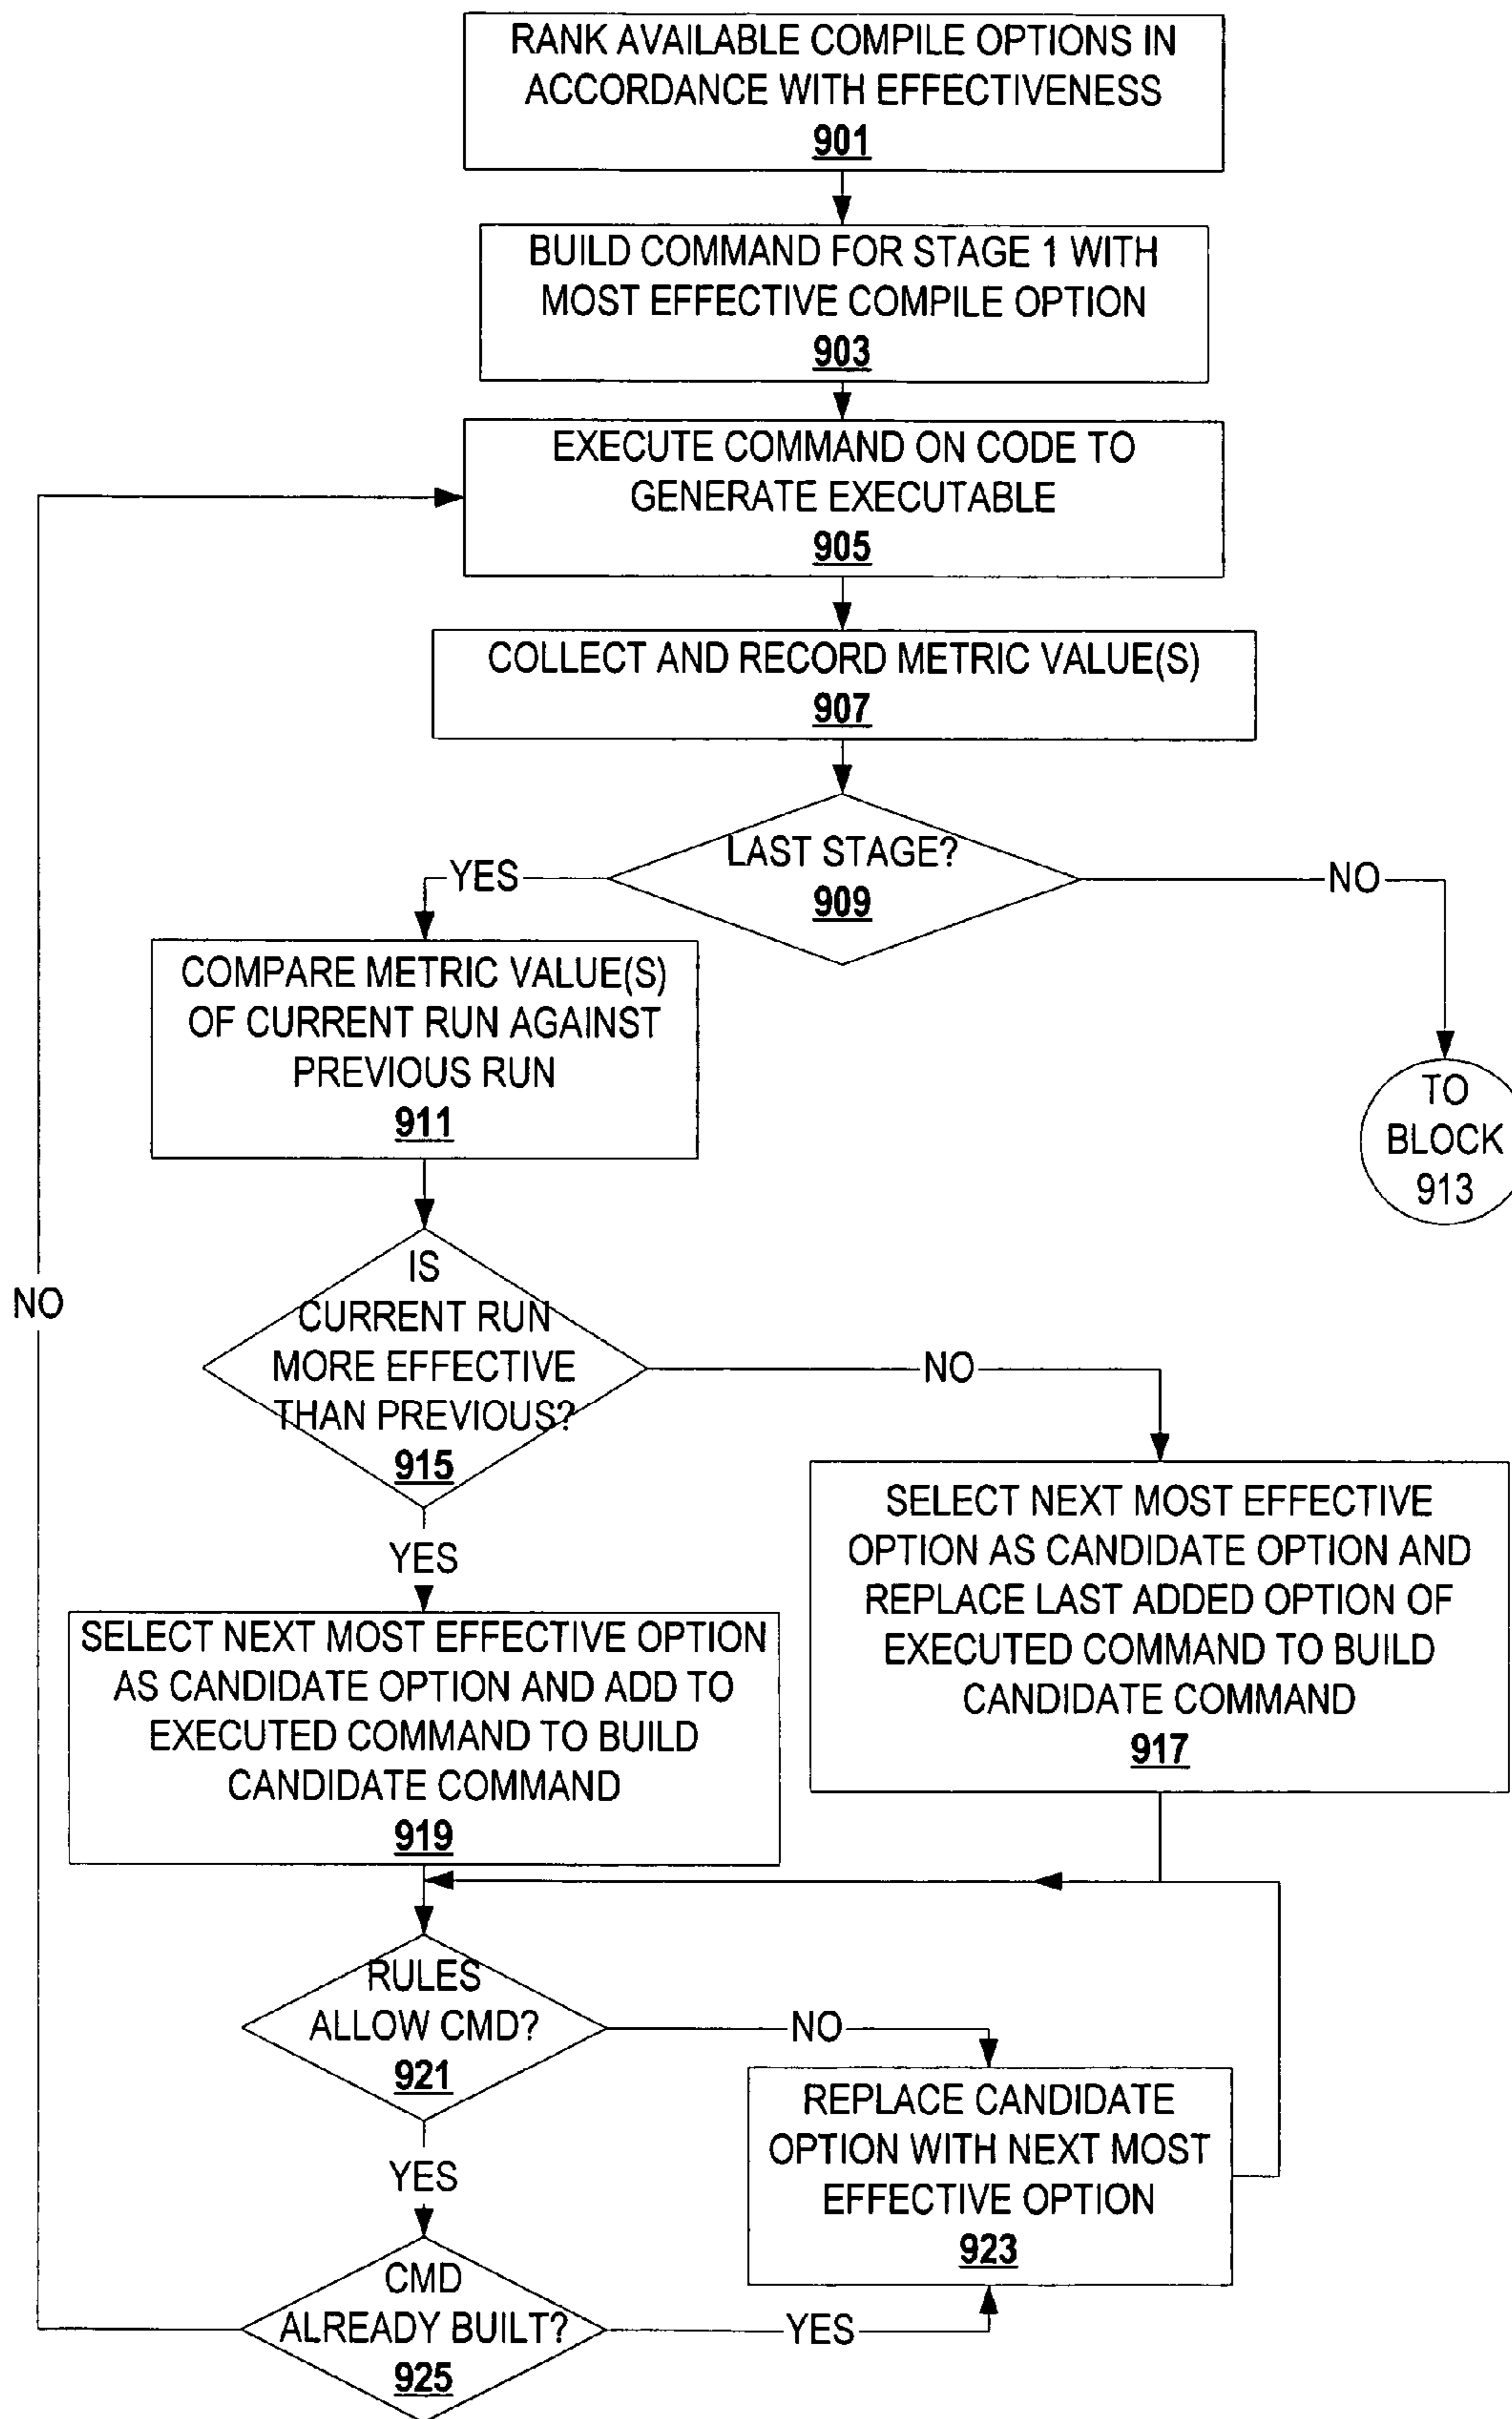 RANK AVAILABLE COMPILE OPTIONS IN
ACCORDANCE WITH EFFECTIVENESS
901
BUILD COMMAND FOR STAGE 1 WITH
MOST EFFECTIVE COMPILE OPTION
903
EXECUTE COMMAND ON CODE TO
GENERATE EXECUTABLE
905
COLLECT AND RECORD METRIC VALUE(S)
907
LAST STAGE?
909
YES
NO
COMPARE METRIC VALUE(S)
OF CURRENT RUN AGAINST
PREVIOUS RUN
911
TO
BLOCK
913
IS
CURRENT RUN
MORE EFFECTIVE
THAN PREVIOUS?
915
NO
NO
YES
SELECT NEXT MOST EFFECTIVE
OPTION AS CANDIDATE OPTION AND
REPLACE LAST ADDED OPTION OF
EXECUTED COMMAND TO BUILD
CANDIDATE COMMAND
917
SELECT NEXT MOST EFFECTIVE OPTION
AS CANDIDATE OPTION AND ADD TO
EXECUTED COMMAND TO BUILD
CANDIDATE COMMAND
919
RULES
ALLOW CMD?
921
NO
YES
REPLACE CANDIDATE
OPTION WITH NEXT MOST
EFFECTIVE OPTION
923
CMD
ALREADY BUILT?
925
YES